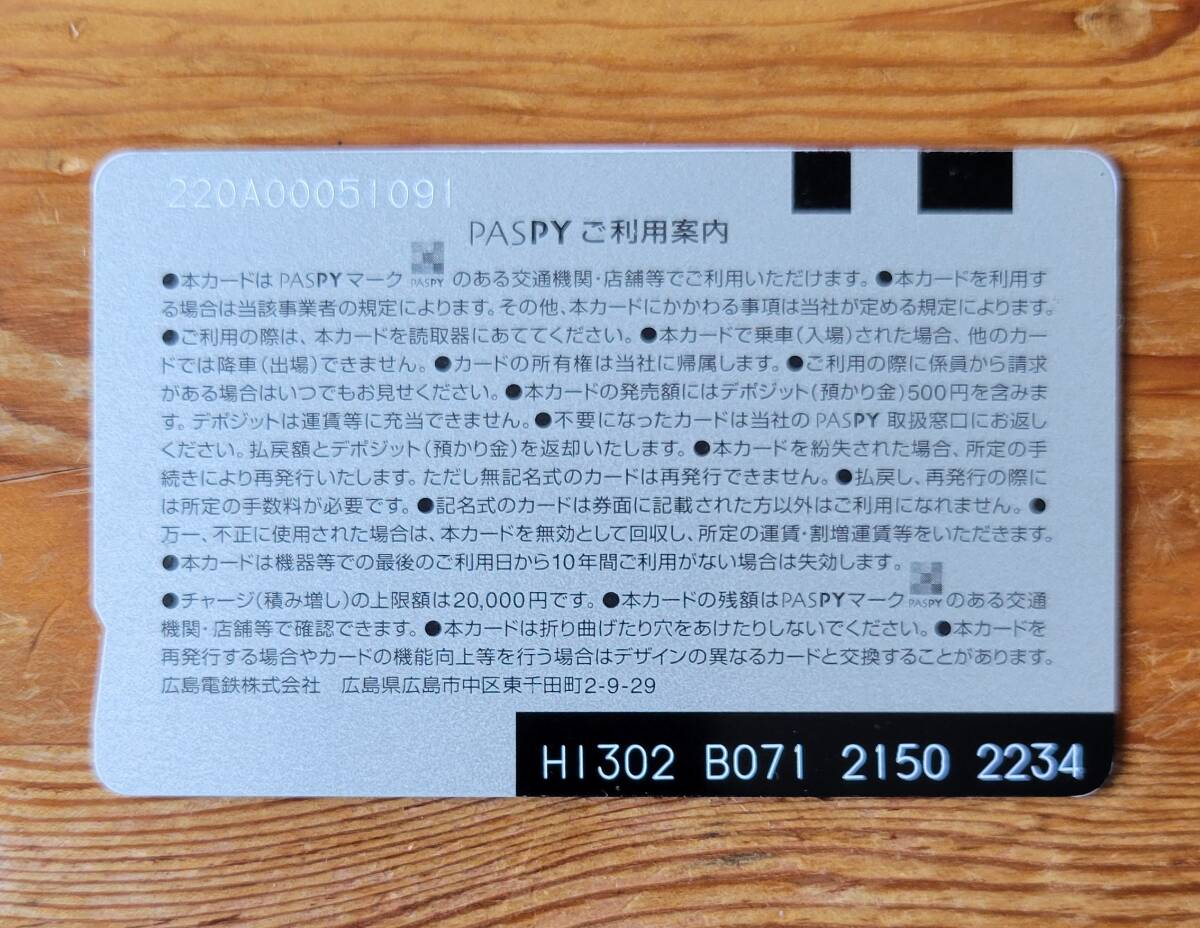 220A00051091
PASPY ご利用案内
●本カードは PASPY マーク PASPY のある交通機関・店舗等でご利用いただけます。●本カードを利用す
る場合は当該事業者の規定によります。その他、本カードにかかわる事項は当社が定める規定によります。
●ご利用の際は、本カードを読取器にあててください。●本カードで乗車(入場)された場合、他のカー
ドでは降車(出場)できません。●カードの所有権は当社に帰属します。●ご利用の際に係員から請求
がある場合はいつでもお見せください。●本カードの発売額にはデポジット(預かり金)500円を含みま
す。デポジットは運賃等に充当できません。●不要になったカードは当社の PASPY 取扱窓口にお返し
ください。払戻額とデポジット(預かり金)を返却いたします。●本カードを紛失された場合、所定の手
続きにより再発行いたします。ただし無記名式のカードは再発行できません。●払戻し、再発行の際に
は所定の手数料が必要です。●記名式のカードは券面に記載された方以外はご利用になれません。●
万一、不正に使用された場合は、本カードを無効として回収し、所定の運賃・割増運賃等をいただきます。
●本カードは機器等での最後のご利用日から10年間ご利用がない場合は失効します。
●チャージ(積み増し)の上限額は20,000円です。●本カードの残額はPASPYマーク PASPY のある交通
機関・店舗等で確認できます。●本カードは折り曲げたり穴をあけたりしないでください。●本カードを
再発行する場合やカードの機能向上等を行う場合はデザインの異なるカードと交換することがあります。
広島電鉄株式会社 広島県広島市中区東千田町2-9-29
HI302 B071 2150 2234